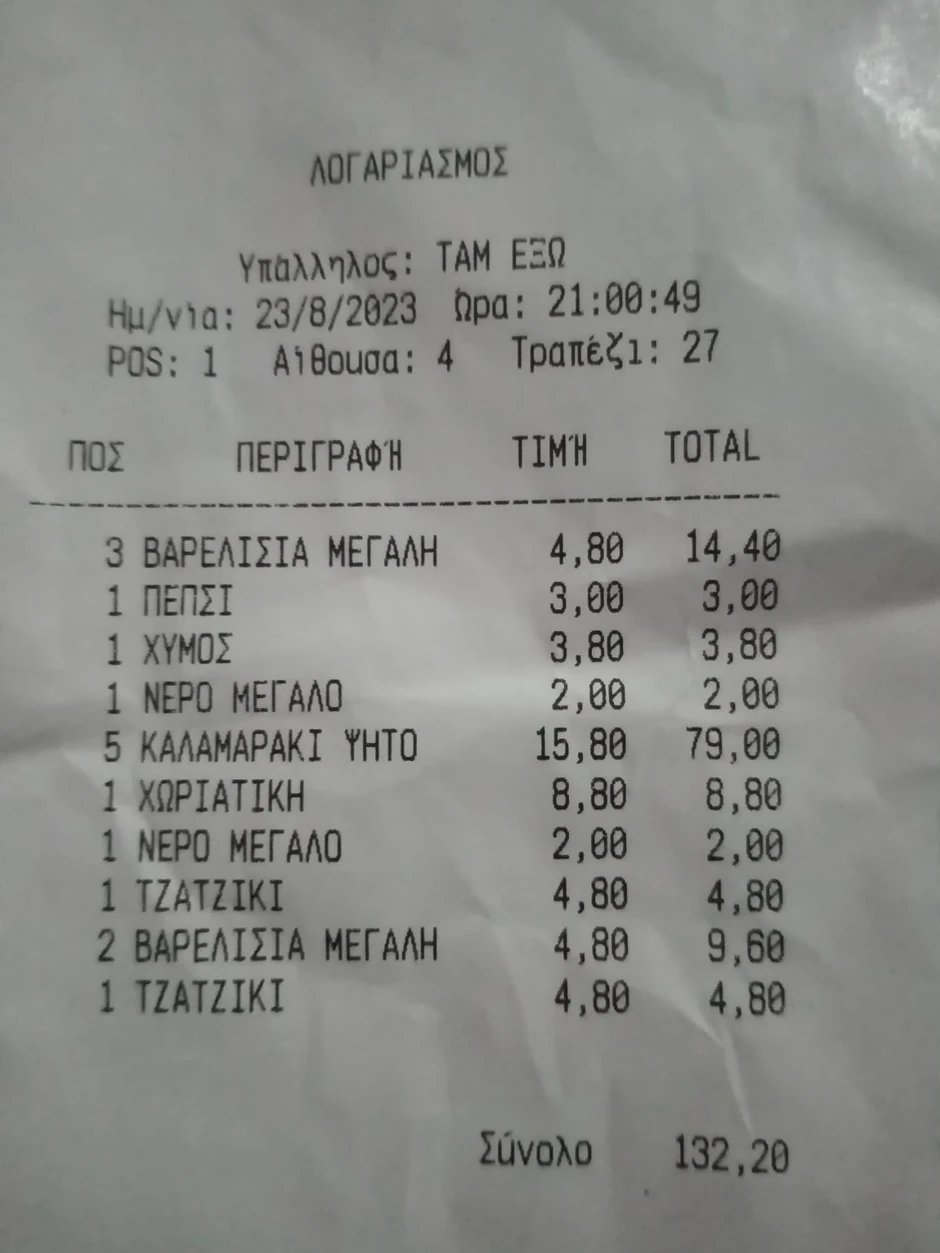 ΛΟΓΑΡΙΑΣΜΟΣ
Υπάλληλος: ΤΑΜ ΕΞΩ
Ημ/νία: 23/8/2023 Ώρα: 21:00:49
POS: 1 Αίθουσα: 4 Τραπέζι: 27
ΠΟΣ ΠΕΡΙΓΡΑΦΉ ΤΙΜΉ TOTAL
3 ΒΑΡΕΛΙΣΙΑ ΜΕΓΑΛΗ 4,80 14,40
1 ΠΕΠΣΙ 3,00 3,00
1 ΧΥΜΟΣ 3,80 3,80
1 ΝΕΡΟ ΜΕΓΑΛΟ 2,00 2,00
5 ΚΑΛΑΜΑΡΑΚΙ ΨΗΤΟ 15,80 79,00
1 ΧΩΡΙΑΤΙΚΗ 8,80 8,80
1 ΝΕΡΟ ΜΕΓΑΛΟ 2,00 2,00
1 ΤΖΑΤΖΙΚΙ 4,80 4,80
2 ΒΑΡΕΛΙΣΙΑ ΜΕΓΑΛΗ 4,80 9,60
1 ΤΖΑΤΖΙΚΙ 4,80 4,80
Σύνολο 132,20